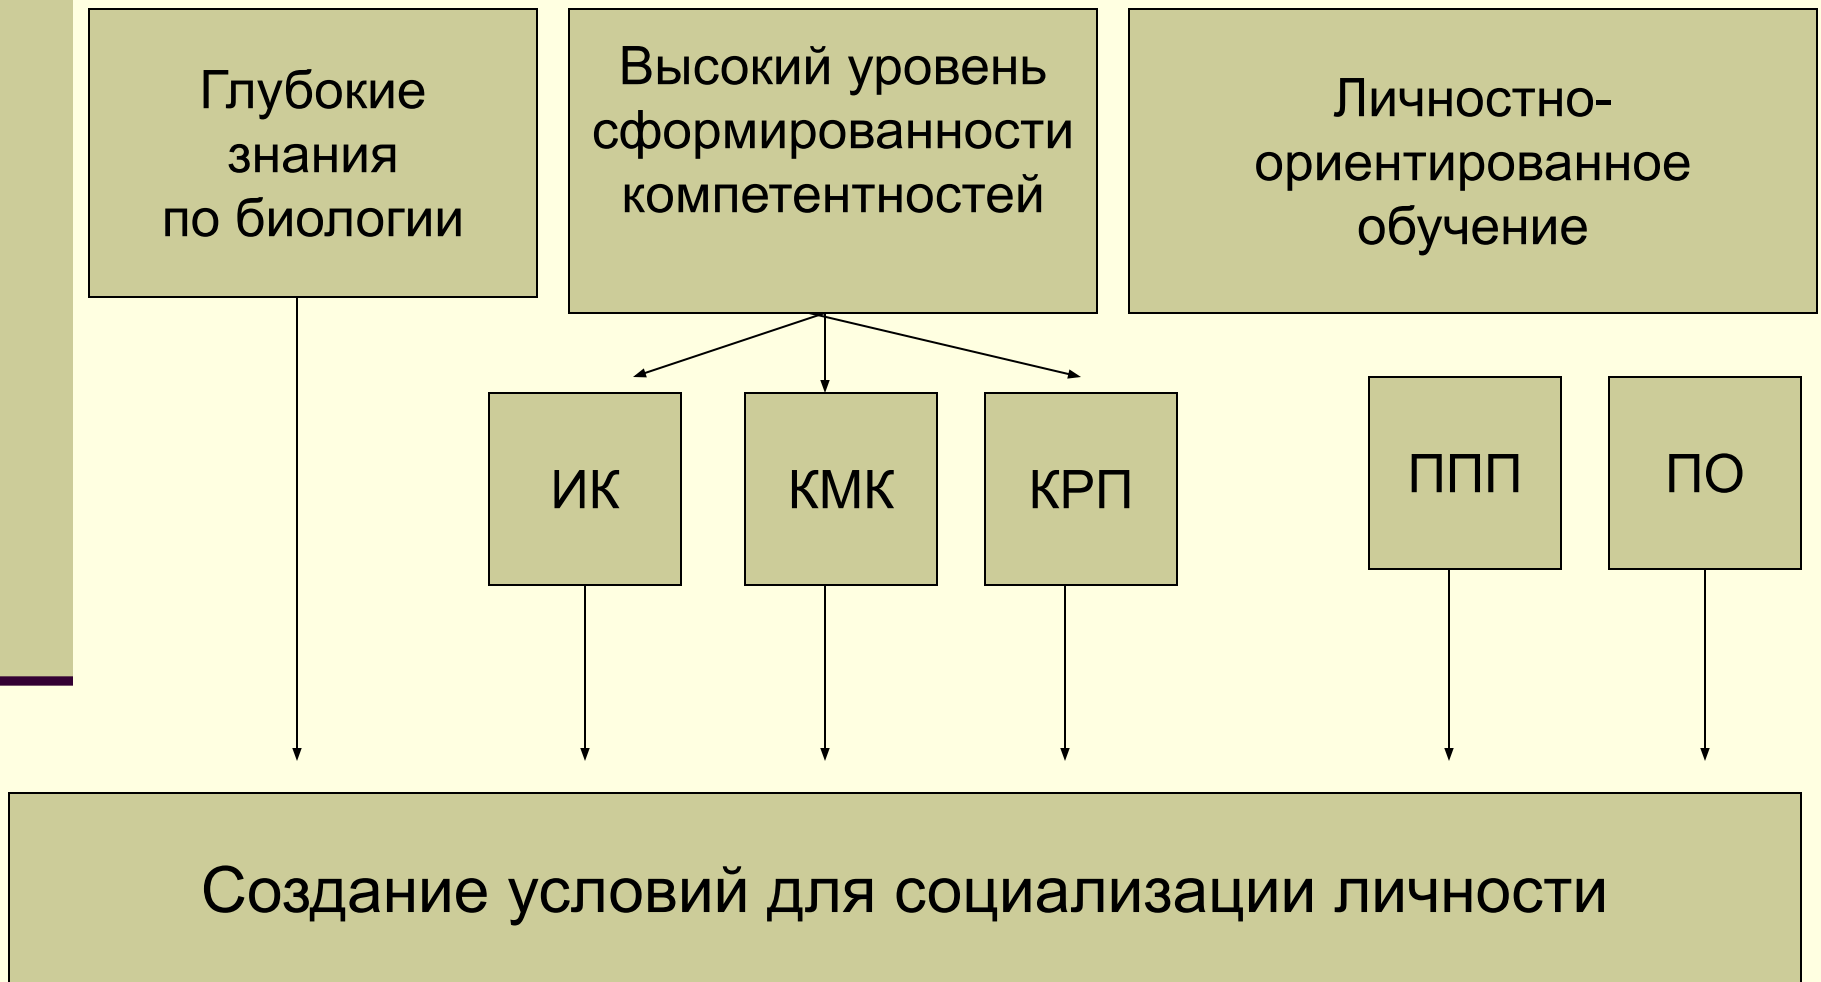 Глубокие
знания
по биологии
Высокий уровень
сформированности
компетентностей
Личностно-
ориентированное
обучение
ИК
КМК
КРП
ППП
ПО
Создание условий для социализации личности